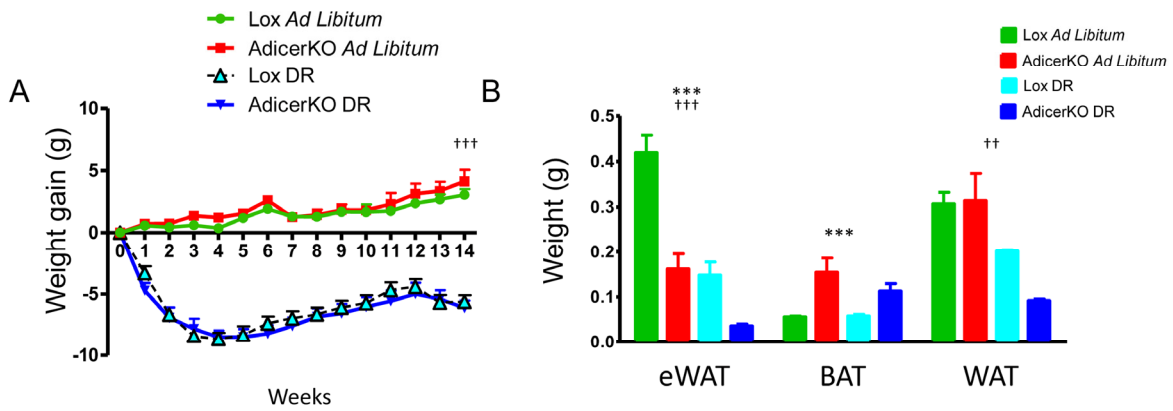 A
Lox Ad Libitum
AdicerKO Ad Libitum
Lox DR
AdicerKO DR
Weight gain (g)
10
5
0
-5
-10
†††
0 1 2 3 4 5 6 7 8 9 10 11 12 13 14
Weeks
B
Lox Ad Libitum
AdicerKO Ad Libitum
Lox DR
AdicerKO DR
Weight (g)
0.5
0.4
0.3
0.2
0.1
0.0
***
†††
***
††
eWAT BAT WAT